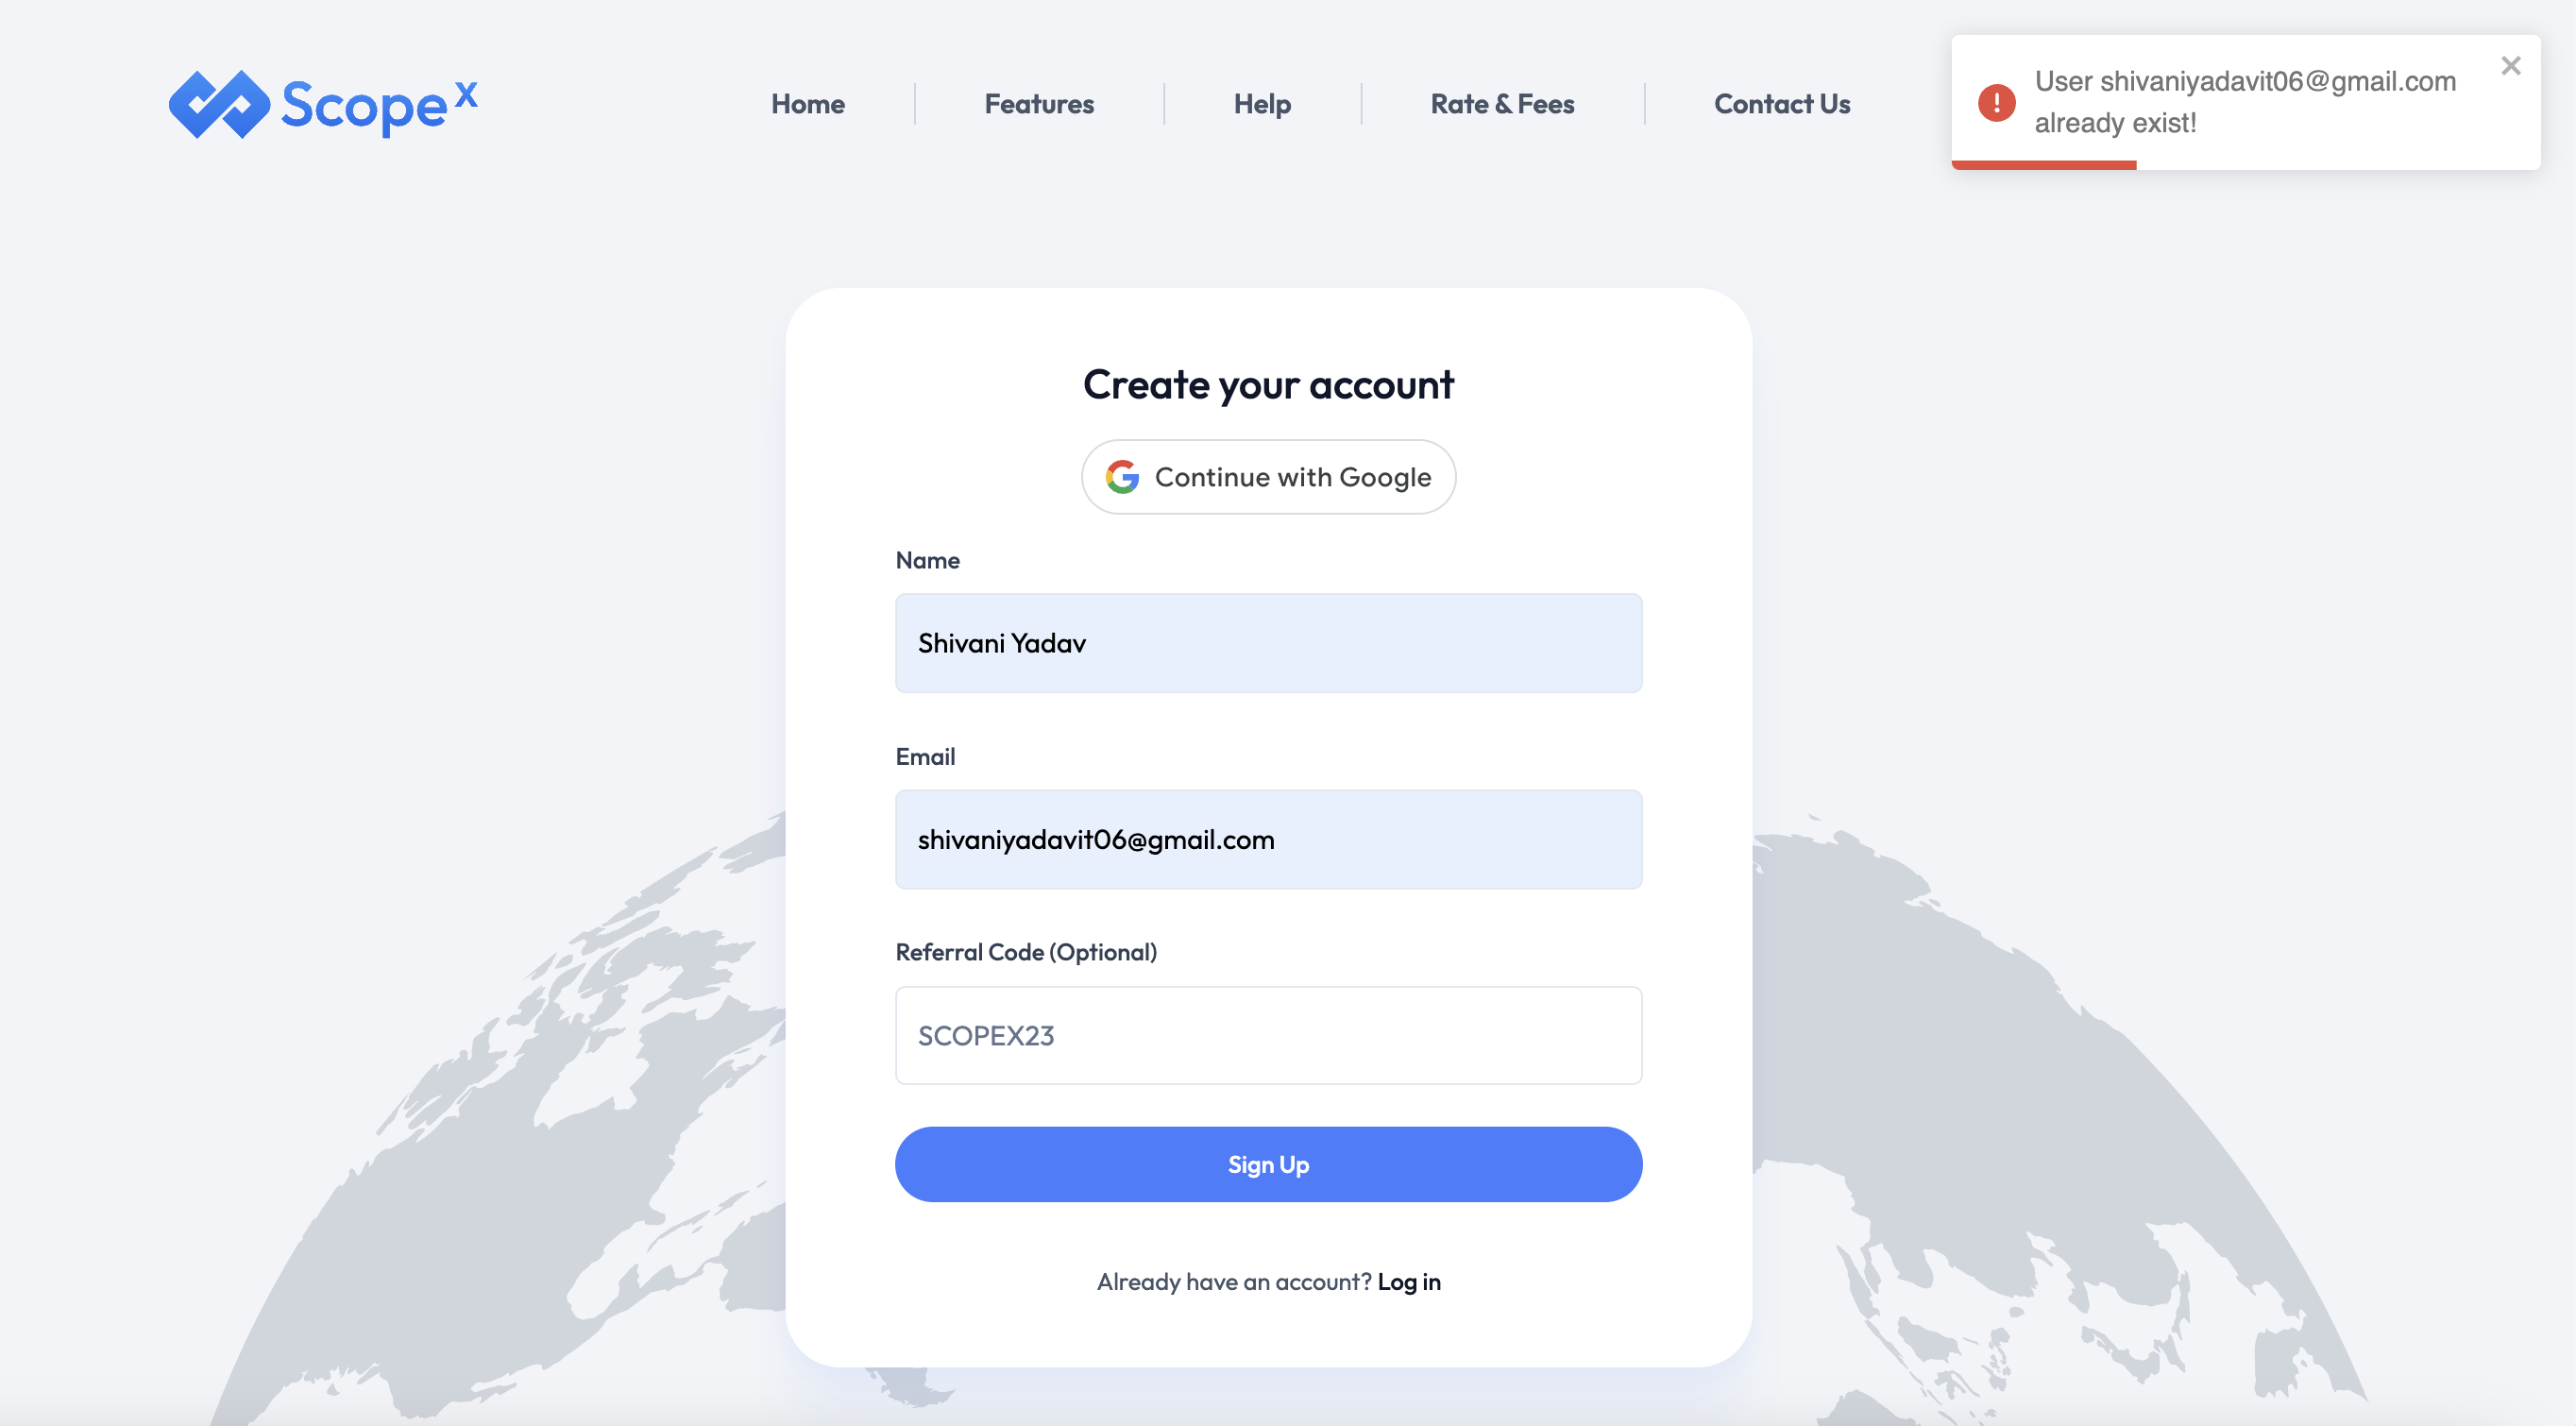 Scope X
Home
Features
Help
Rate & Fees
Contact Us
User shivaniyadavit06@gmail.com
already exist!
Create your account
Continue with Google
Name
Shivani Yadav
Email
shivaniyadavit06@gmail.com
Referral Code (Optional)
SCOPEX23
Sign Up
Already have an account? Log in